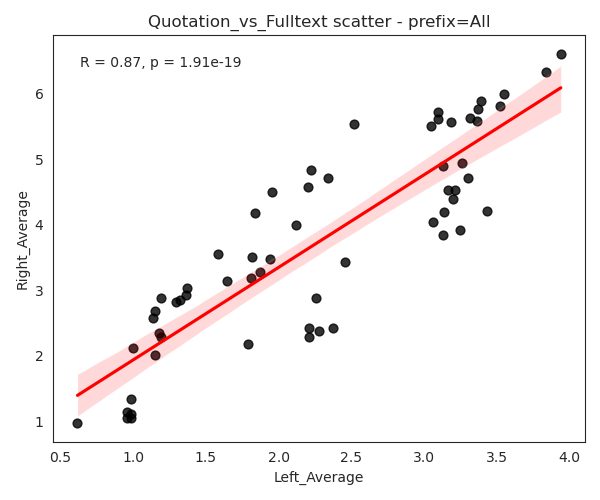 Quotation_vs_Fulltext scatter - prefix=All
R = 0.87, p = 1.91e-19
Right_Average
6
5
4
3
2
1
0.5 1.0 1.5 2.0 2.5 3.0 3.5 4.0
Left_Average